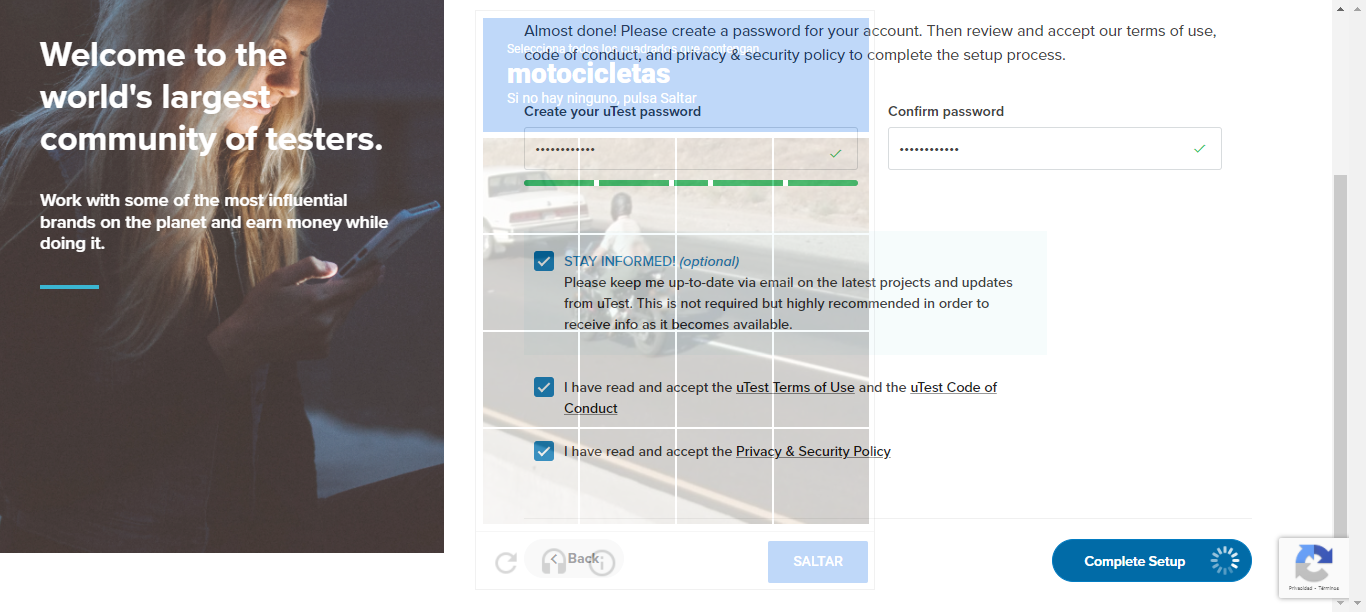 Welcome to the
world's largest
community of testers.
Work with some of the most influential
brands on the planet and earn money while
doing it.
Almost done! Please create a password for your account. Then review and accept our terms of use,
code of conduct, and privacy & security policy to complete the setup process.
Selecciona todos los cuadrados que contengan
motocicletas
Si no hay ninguno, pulsa Saltar
Create your uTest password
Confirm password
••••••••••••
••••••••••••
STAY INFORMED! (optional)
Please keep me up-to-date via email on the latest projects and updates
from uTest. This is not required but highly recommended in order to
receive info as it becomes available.
I have read and accept the uTest Terms of Use and the uTest Code of
Conduct
I have read and accept the Privacy & Security Policy
Back
SALTAR
Complete Setup
Privacidad - Términos